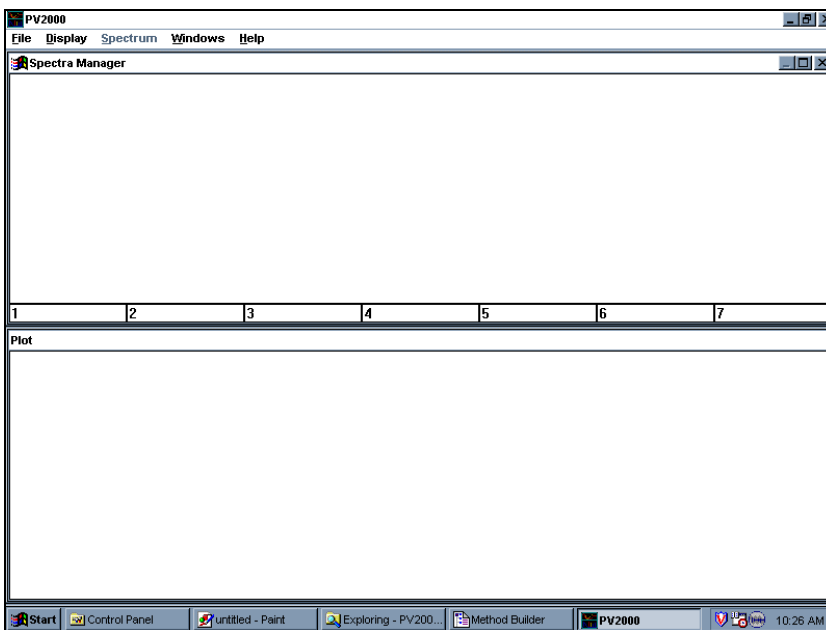 PV2000
File Display Spectrum Windows Help
Spectra Manager
1 2 3 4 5 6 7
Plot
Start Control Panel untitled - Paint Exploring - PV200... Method Builder PV2000 10:26 AM